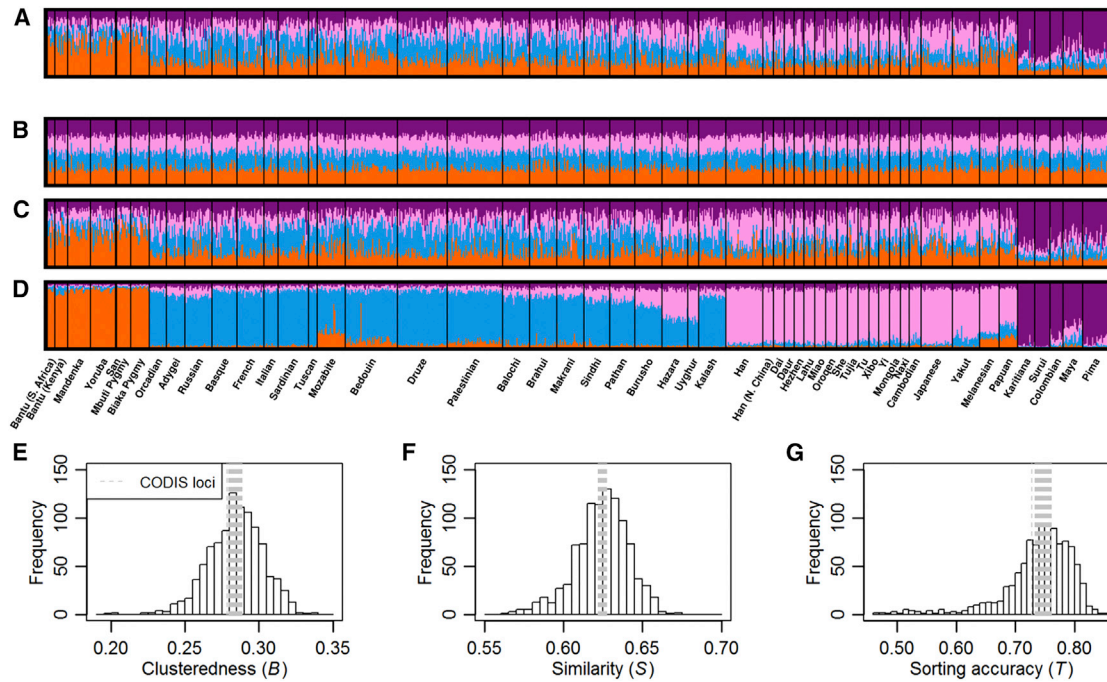 A
B
C
D
Bantu (S. Africa)
Bantu (Kenya)
Mandenka
Yoruba
San
Mbuti Pygmy
Biaka Pygmy
Orcadian
Adygei
Russian
Basque
French
Italian
Sardinian
Tuscan
Mozabite
Bedouin
Druze
Palestinian
Balochi
Brahui
Makrani
Sindhi
Pathan
Burusho
Hazara
Uyghur
Kalash
Han
Han (N. China)
Dai
Daur
Hezhen
Lahu
Miao
Oroqen
She
Tujia
Tu
Xibo
Yi
Mongola
Naxi
Cambodian
Japanese
Yakut
Melanesian
Papuan
Karitiana
Surui
Colombian
Maya
Pima
E
CODIS loci
Frequency
0 50 100 150
0.20 0.25 0.30 0.35
Clusteredness (B)
F
Frequency
0 50 100 150
0.55 0.60 0.65 0.70
Similarity (S)
G
Frequency
0 50 100 150
0.50 0.60 0.70 0.80
Sorting accuracy (T)